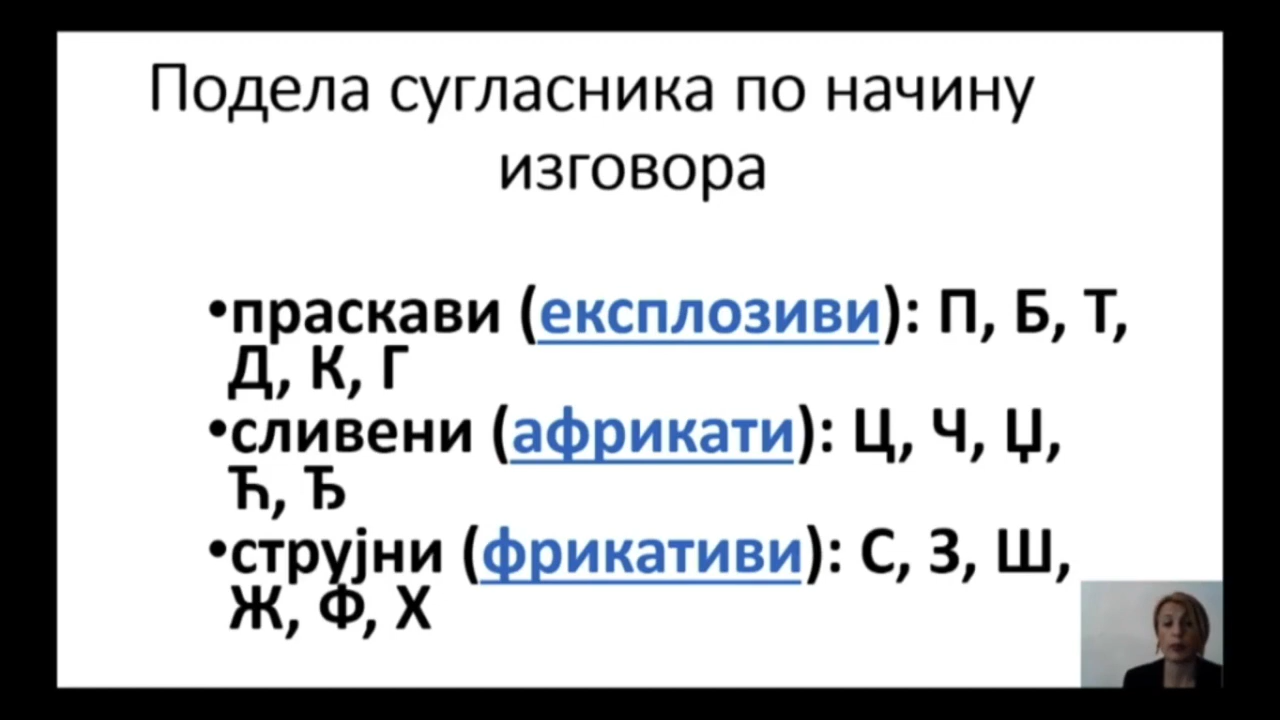 Подела сугласника по начину
изговора
•праскави (експлозиви): П, Б, Т,
Д, К, Г
•сливени (африкати): Ц, Ч, Џ,
Ћ, Ђ
•струјни (фрикативи): С, З, Ш,
Ж, Ф, Х